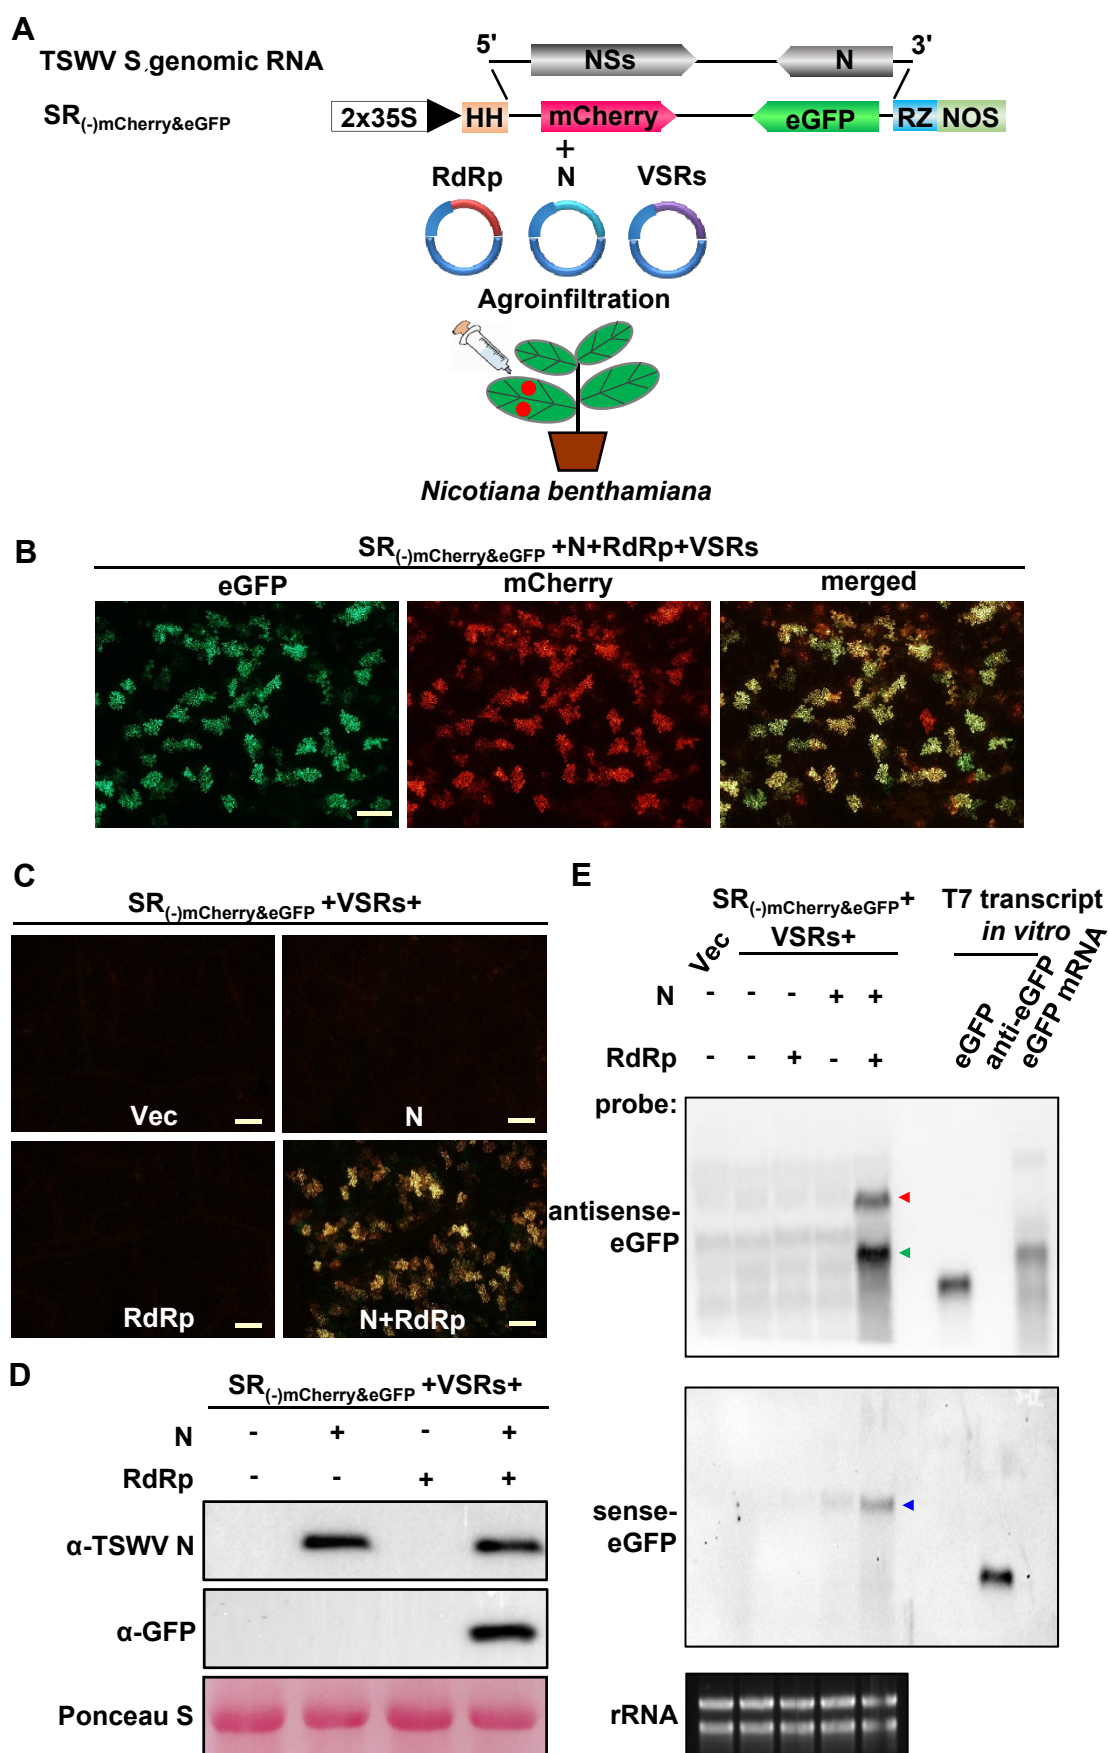 A
TSWV S genomic RNA
5'
NSs
N
3'
SR(-)mCherry&eGFP
2x35S
HH
mCherry
eGFP
RZ
NOS
+
RdRp
N
VSRs
Agroinfiltration
Nicotiana benthamiana
B
SR(-)mCherry&eGFP +N+RdRp+VSRs
eGFP
mCherry
merged
C
SR(-)mCherry&eGFP +VSRs+
Vec
N
RdRp
N+RdRp
D
SR(-)mCherry&eGFP +VSRs+
N - + - +
RdRp - - + +
α-TSWV N
α-GFP
Ponceau S
E
Vec
SR(-)mCherry&eGFP+
VSRs+
T7 transcript
in vitro
eGFP
anti-eGFP
eGFP mRNA
N - - - + +
RdRp - - + - +
probe:
antisense-
eGFP
sense-
eGFP
rRNA